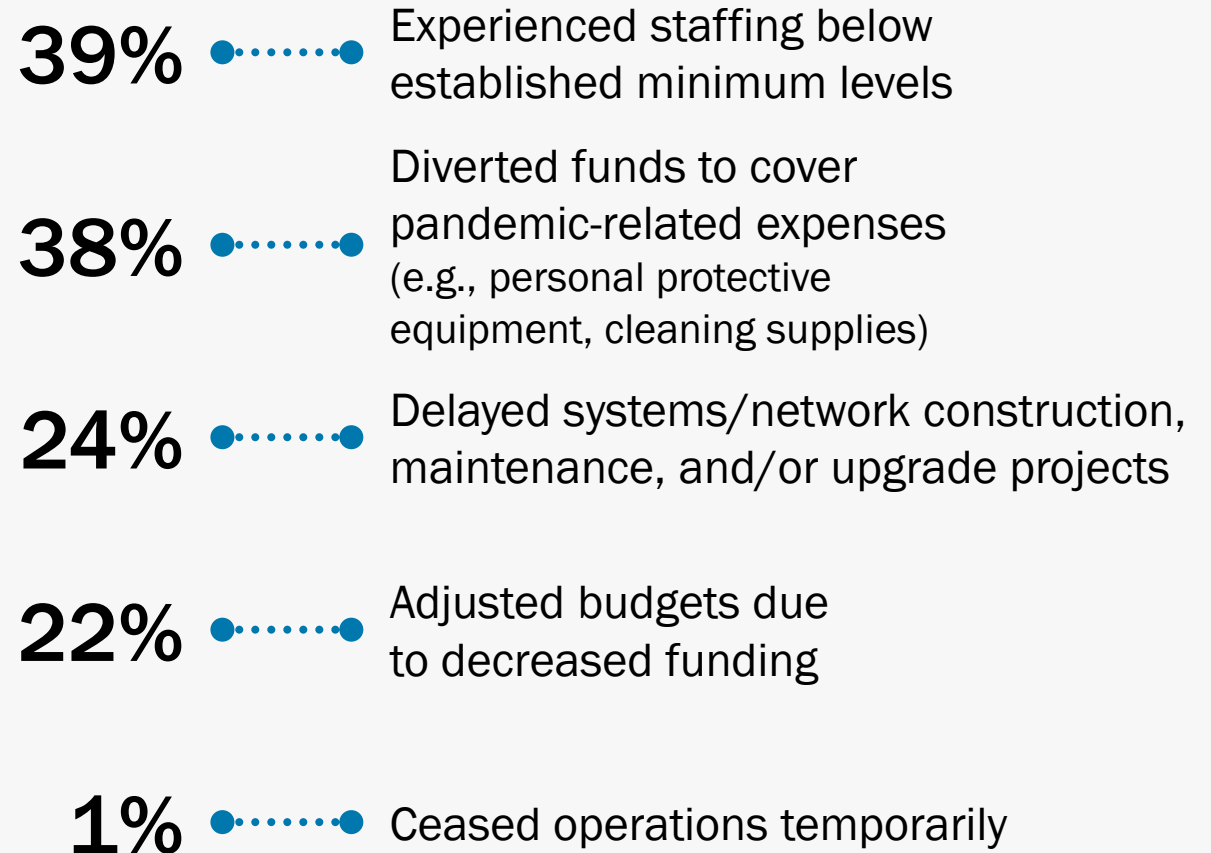 39% Experienced staffing below
established minimum levels
38% Diverted funds to cover
pandemic-related expenses
(e.g., personal protective
equipment, cleaning supplies)
24% Delayed systems/network construction,
maintenance, and/or upgrade projects
22% Adjusted budgets due
to decreased funding
1% Ceased operations temporarily